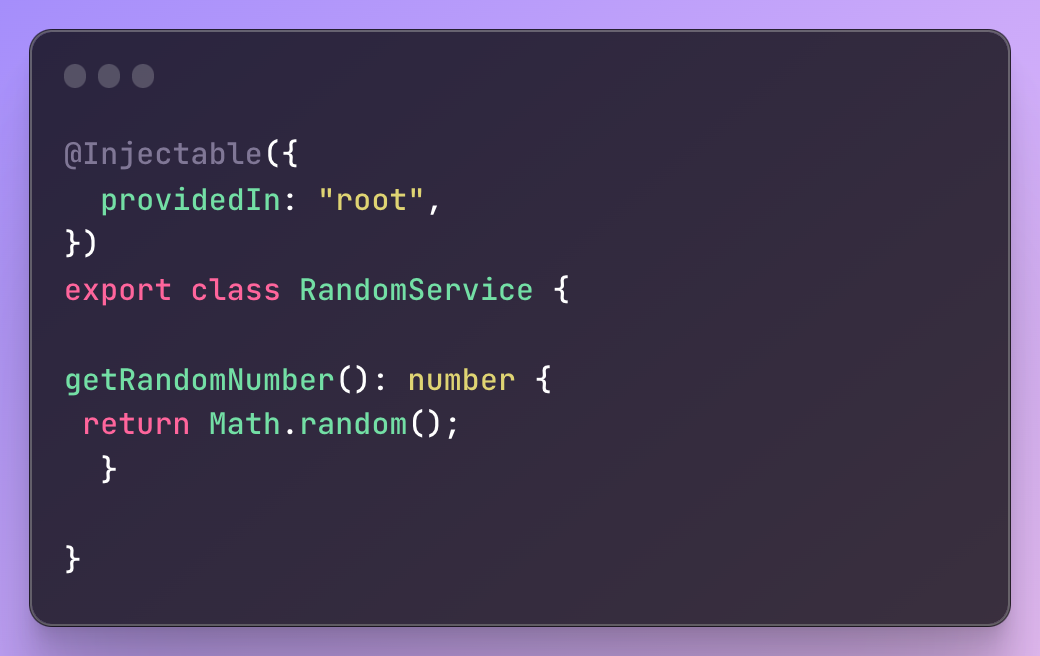 @Injectable({
  providedIn: "root",
})
export class RandomService {

getRandomNumber(): number {
 return Math.random();
  }

}